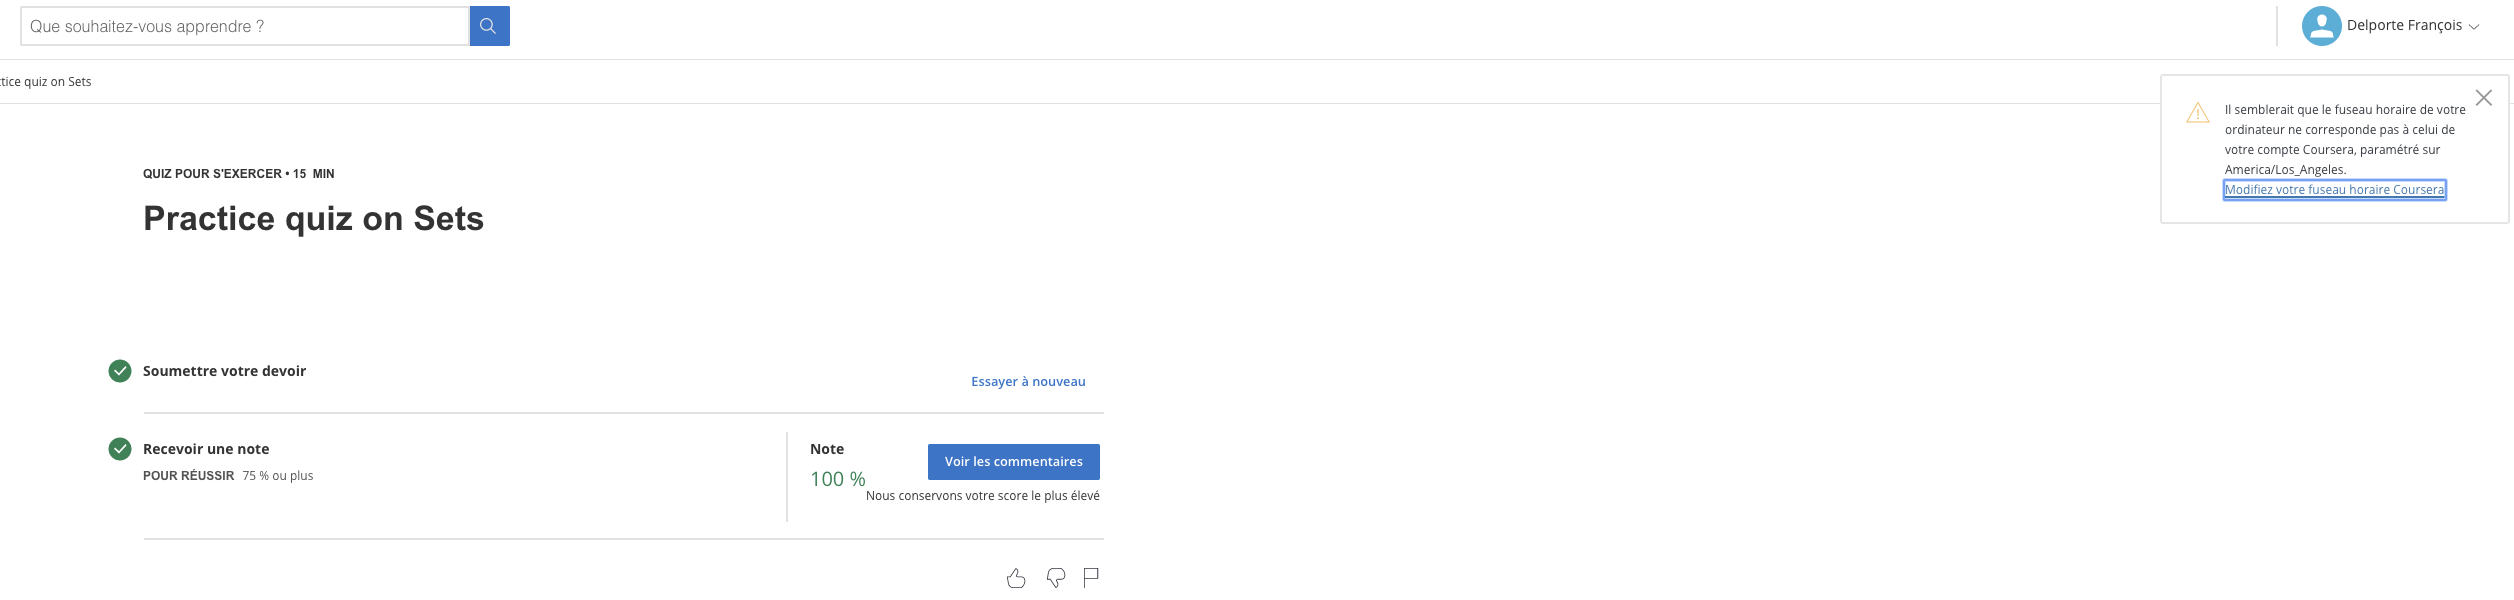 Que souhaitez-vous apprendre ?
Delporte François
tice quiz on Sets
Il semblerait que le fuseau horaire de votre
ordinateur ne corresponde pas à celui de
votre compte Coursera, paramétré sur
America/Los_Angeles.
Modifiez votre fuseau horaire Coursera
QUIZ POUR S'EXERCER • 15 MIN
Practice quiz on Sets
Soumettre votre devoir
Essayer à nouveau
Recevoir une note
POUR RÉUSSIR 75 % ou plus
Note
100 %
Voir les commentaires
Nous conservons votre score le plus élevé